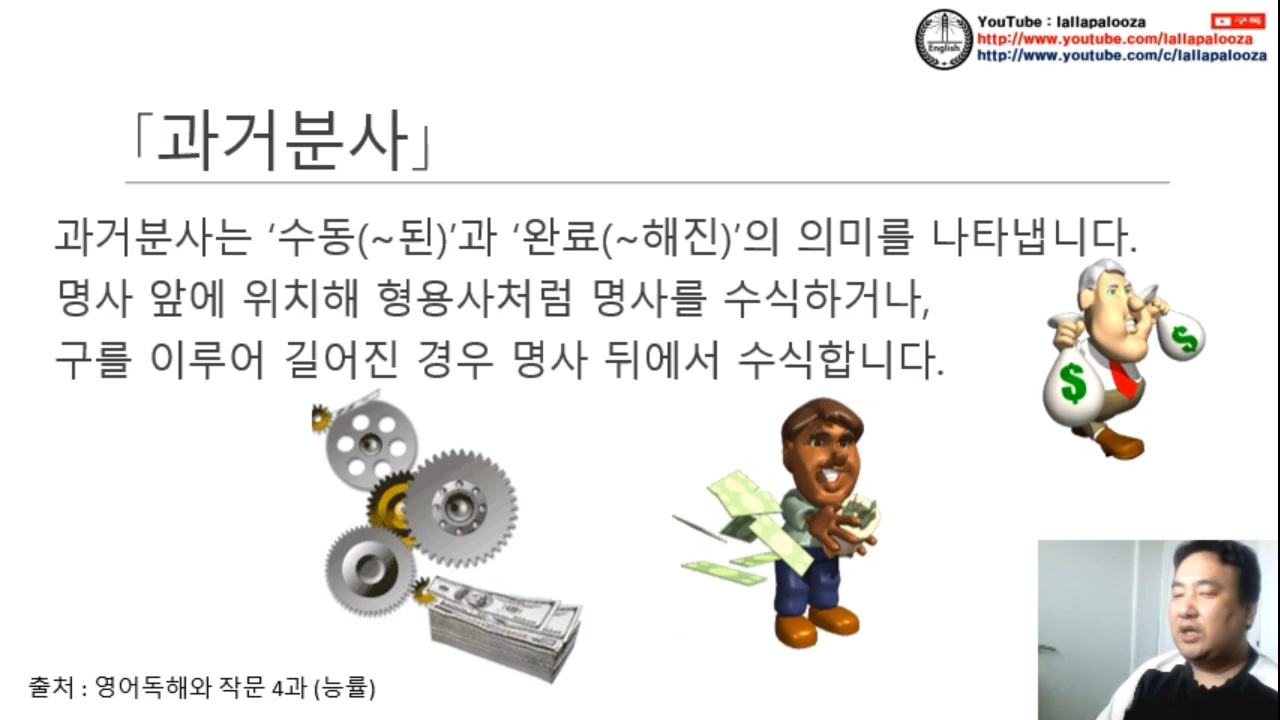 English
YouTube : lallapalooza
구독
http://www.youtube.com/lallapalooza
http://www.youtube.com/c/lallapalooza
「과거분사」
과거분사는 ‘수동(~된)’과 ‘완료(~해진)’의 의미를 나타냅니다.
명사 앞에 위치해 형용사처럼 명사를 수식하거나,
구를 이루어 길어진 경우 명사 뒤에서 수식합니다.
$
$
출처 : 영어독해와 작문 4과 (능률)